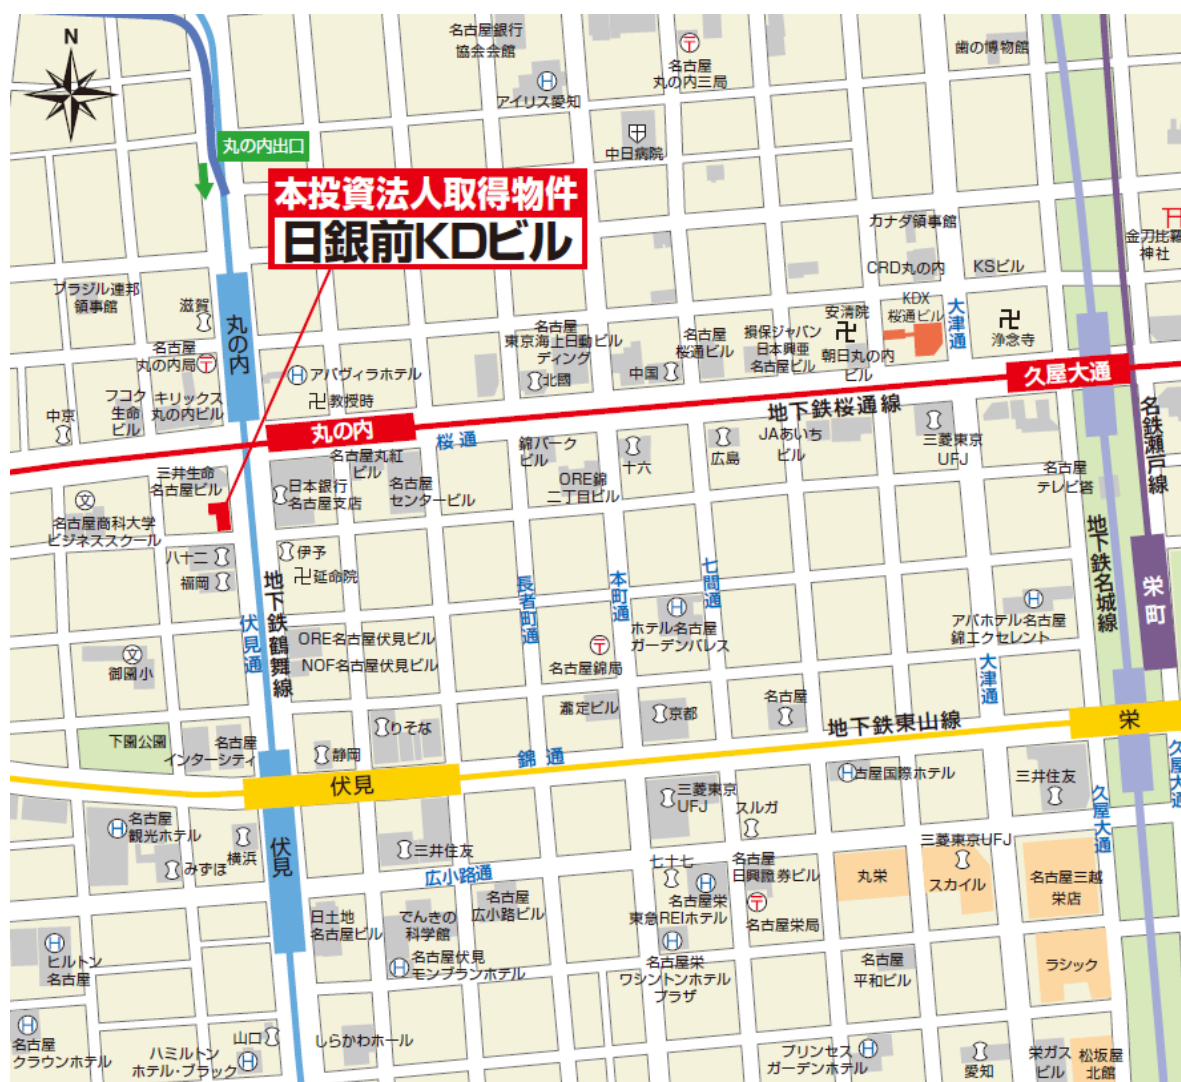 N
名古屋銀行
協会会館
アイリス愛知
名古屋
丸の内三局
歯の博物館
中日病院
丸の内出口
本投資法人取得物件
日銀前KDビル
カナダ領事館
CRD丸の内
KSビル
金刀比羅
神社
ブラジル連邦
領事館
滋賀
丸の内
名古屋
丸の内局
フコク
生命
ビル
キリックス
丸の内ビル
中京
アパヴィラホテル
教授時
名古屋
東京海上日動ビル
ディング
北國
中国
名古屋
桜通ビル
損保ジャパン
日本興亜
名古屋ビル
安清院
朝日丸の内
ビル
KDX
桜通ビル
大津通
浄念寺
久屋大通
丸の内
桜通
地下鉄桜通線
名鉄瀬戸線
三井生命
名古屋ビル
名古屋丸紅
ビル
日本銀行
名古屋支店
名古屋
センタービル
錦パーク
ビル
ORE錦
二丁目ビル
十六
広島
JAあいち
ビル
三菱東京
UFJ
名古屋
テレビ塔
文
名古屋商科大学
ビジネススクール
八十二
福岡
伊予
延命院
地下鉄鶴舞線
伏見通
長者町通
本町通
七間通
地下鉄名城線
栄町
ORE名古屋伏見ビル
NOF名古屋伏見ビル
名古屋錦局
ホテル名古屋
ガーデンパレス
アパホテル名古屋
錦エクセレント
文
御園小
大津通
瀧定ビル
京都
名古屋
地下鉄東山線
栄
下園公園
名古屋
インターシティ
静岡
りそな
錦通
伏見
伏見
三菱東京
UFJ
スルガ
古屋国際ホテル
三井住友
久屋大通
久屋大通
名古屋
観光ホテル
みずほ
横浜
三井住友
広小路通
七十七
名古屋栄
東急REIホテル
名古屋
日興證券ビル
名古屋栄局
丸栄
三菱東京UFJ
スカイル
名古屋三越
栄店
日土地
名古屋ビル
でんきの
科学館
名古屋
広小路ビル
名古屋伏見
モンブランホテル
名古屋栄
ワシントンホテル
プラザ
名古屋
平和ビル
ラシック
ヒルトン
名古屋
名古屋
クラウンホテル
山口
ハミルトン
ホテル・ブラック
しらかわホール
プリンセス
ガーデンホテル
愛知
栄ガス
ビル
松坂屋
北館